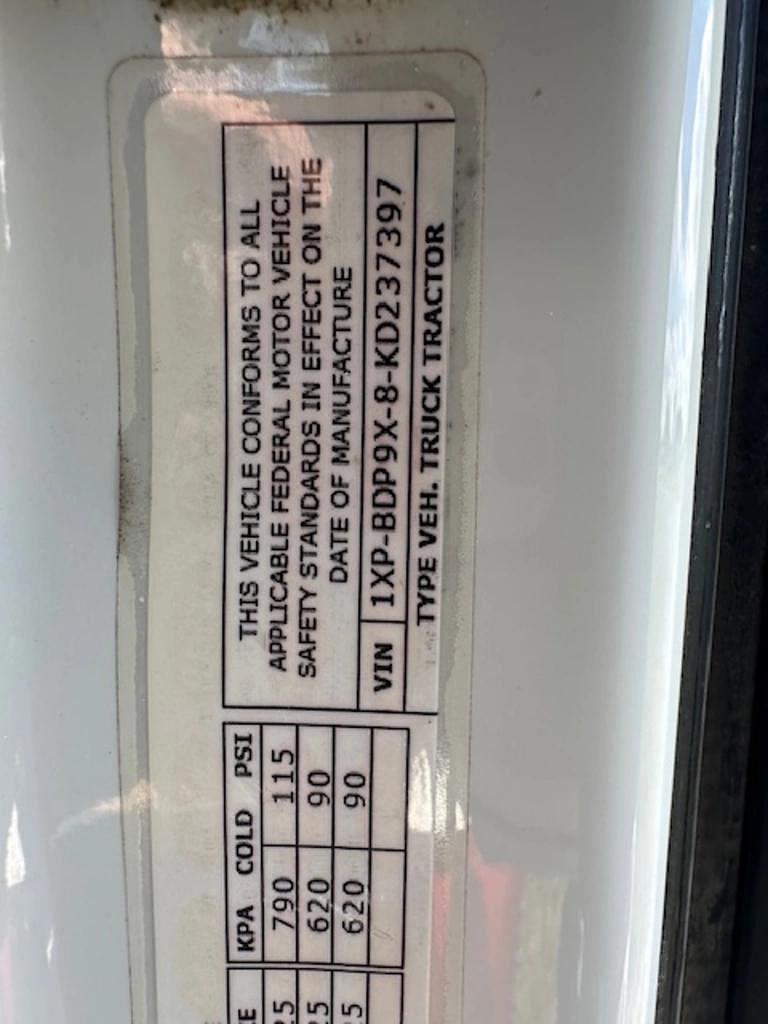 THIS VEHICLE CONFORMS TO ALL
APPLICABLE FEDERAL MOTOR VEHICLE
SAFETY STANDARDS IN EFFECT ON THE
DATE OF MANUFACTURE
VIN 1XP-BDP9X-8-KD237397
TYPE VEH. TRUCK TRACTOR
KPA COLD PSI
790 115
620 90
620 90